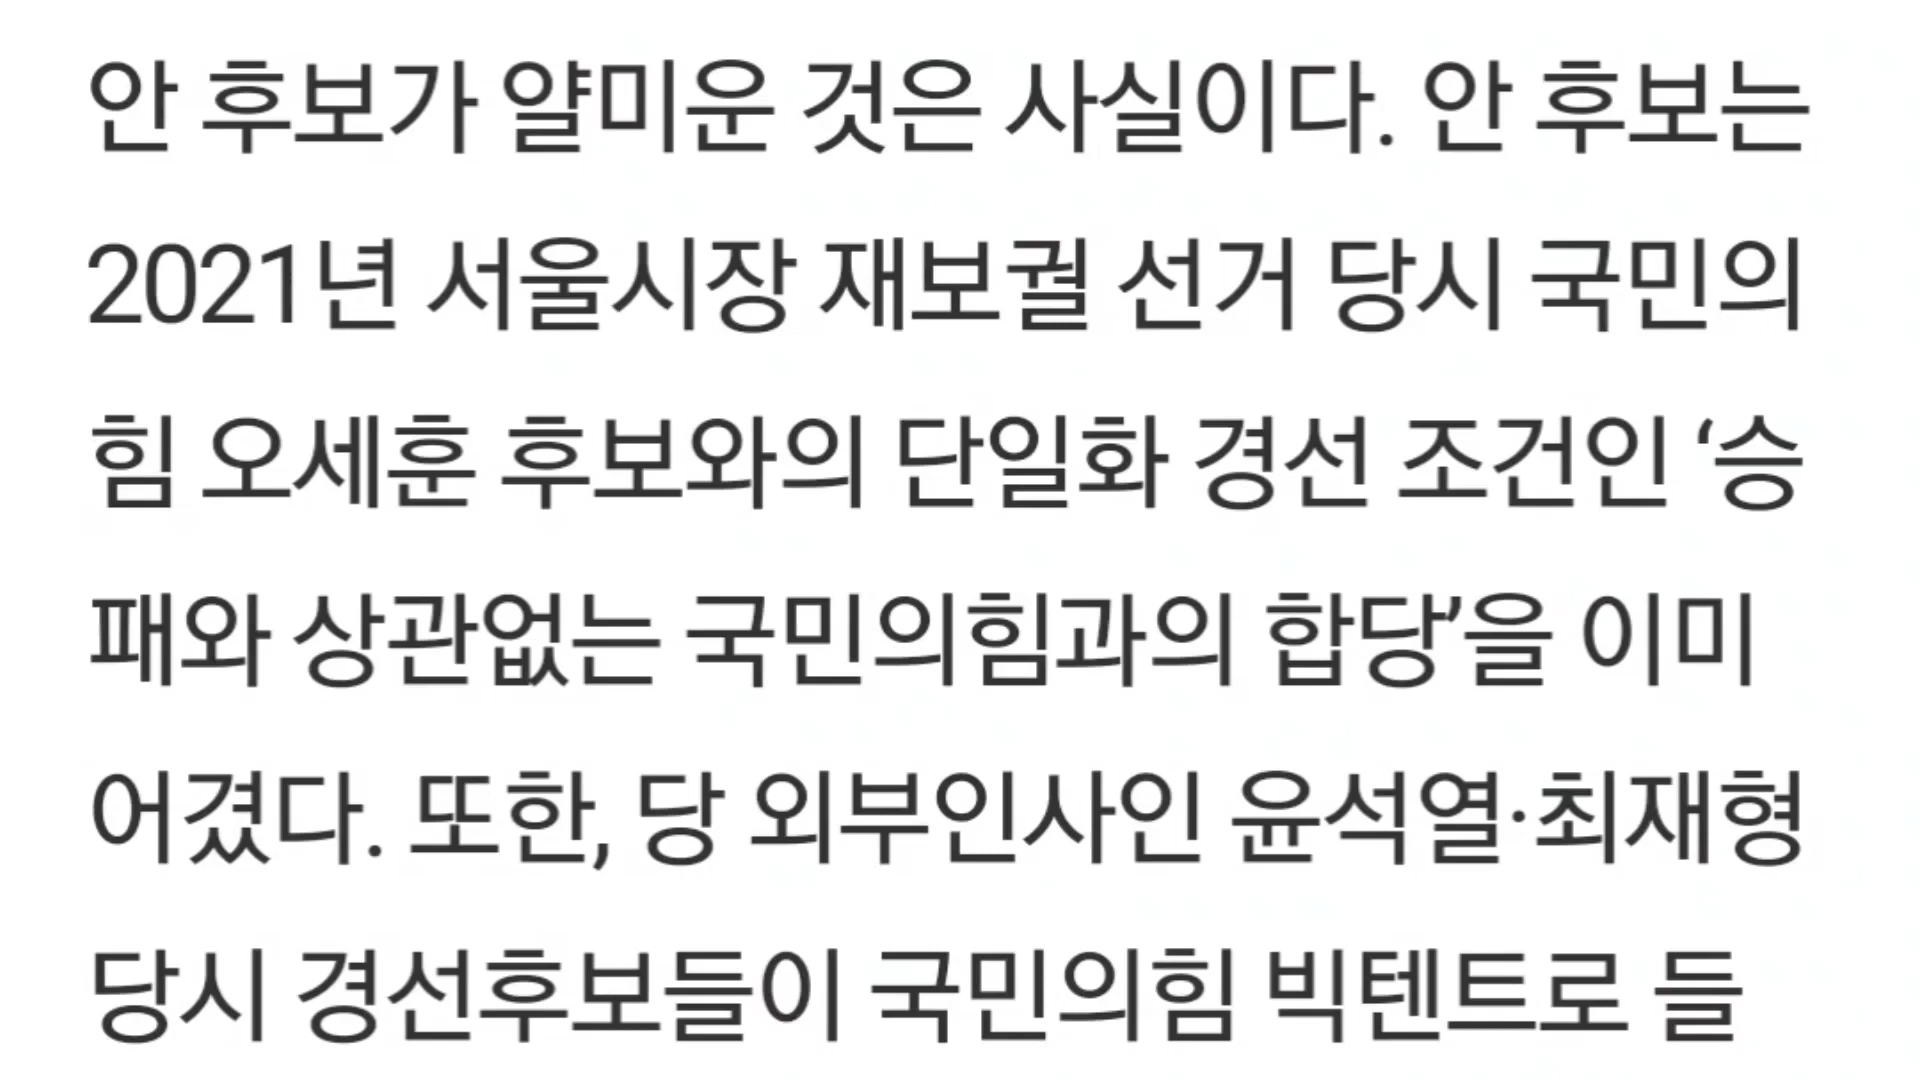 안 후보가 얄미운 것은 사실이다. 안 후보는
2021년 서울시장 재보궐 선거 당시 국민의
힘 오세훈 후보와의 단일화 경선 조건인 ‘승
패와 상관없는 국민의힘과의 합당’을 이미
어겼다. 또한, 당 외부인사인 윤석열·최재형
당시 경선후보들이 국민의힘 빅텐트로 들